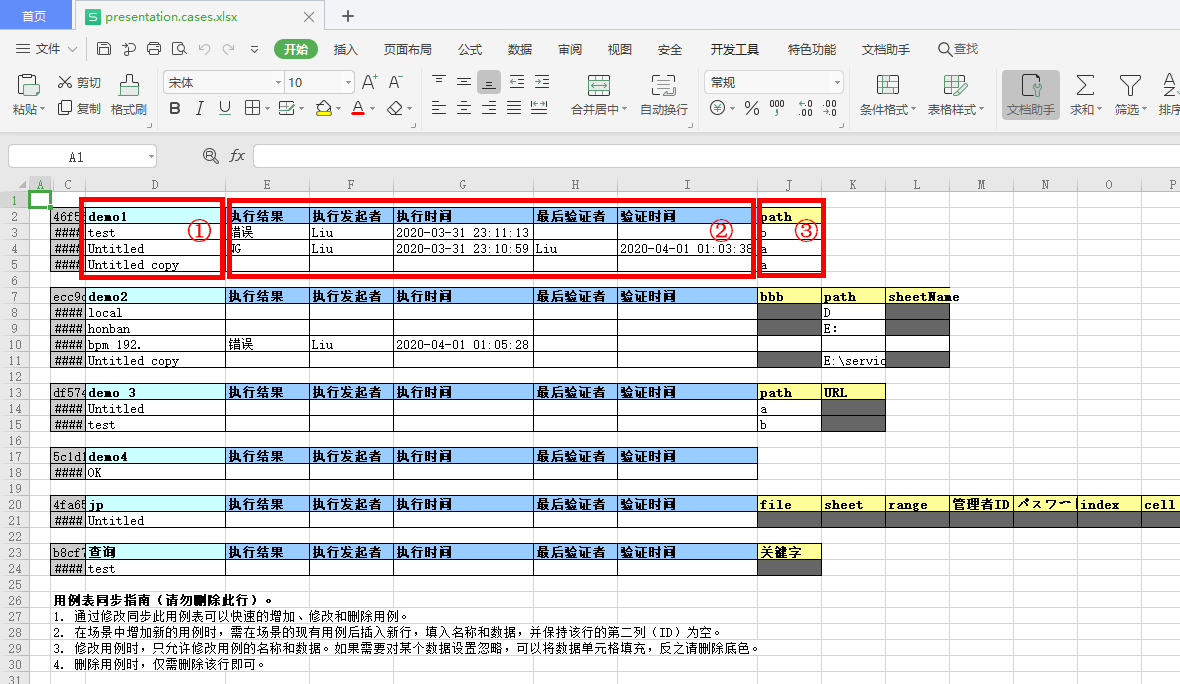 首页 S presentation.cases.xlsx × +
文件 开始 插入 页面布局 公式 数据 审阅 视图 安全 开发工具 特色功能 文档助手 查找
粘贴 剪切 复制 格式刷 宋体 10 A+ A- B I U A 合并居中 自动换行 常规 % 条件格式 表格样式 文档助手 求和 筛选 排序
A1 fx
A C D E F G H I J K L M N O P
1
2 46f5 demo1 执行结果 执行发起者 执行时间 最后验证者 验证时间 path
3 #### test ① 错误 Liu 2020-03-31 23:11:13 ② ③ b
4 #### Untitled NG Liu 2020-03-31 23:10:59 Liu 2020-04-01 01:03:38 a
5 #### Untitled copy a
6
7 ecc9c demo2 执行结果 执行发起者 执行时间 最后验证者 验证时间 bbb path sheetName
8 #### local D
9 #### honban E:
10 #### bpm 192. 错误 Liu 2020-04-01 01:05:28
11 #### Untitled copy E:\servic
12
13 df574 demo 3 执行结果 执行发起者 执行时间 最后验证者 验证时间 path URL
14 #### Untitled a
15 #### test b
16
17 5c1d1 demo4 执行结果 执行发起者 执行时间 最后验证者 验证时间
18 #### OK
19
20 4fa65 jp 执行结果 执行发起者 执行时间 最后验证者 验证时间 file sheet range 管理者ID パスワード index cell
21 #### Untitled
22
23 b8cf7 查询 执行结果 执行发起者 执行时间 最后验证者 验证时间 关键字
24 #### test
25
26 用例表同步指南（请勿删除此行）。
27 1. 通过修改同步此用例表可以快速的增加、修改和删除用例。
28 2. 在场景中增加新的用例时，需在场景的现有用例后插入新行，填入名称和数据，并保持该行的第二列（ID）为空。
29 3. 修改用例时，只允许修改用例的名称和数据。如果需要对某个数据设置忽略，可以将数据单元格填充，反之请删除底色。
30 4. 删除用例时，仅需删除该行即可。
31